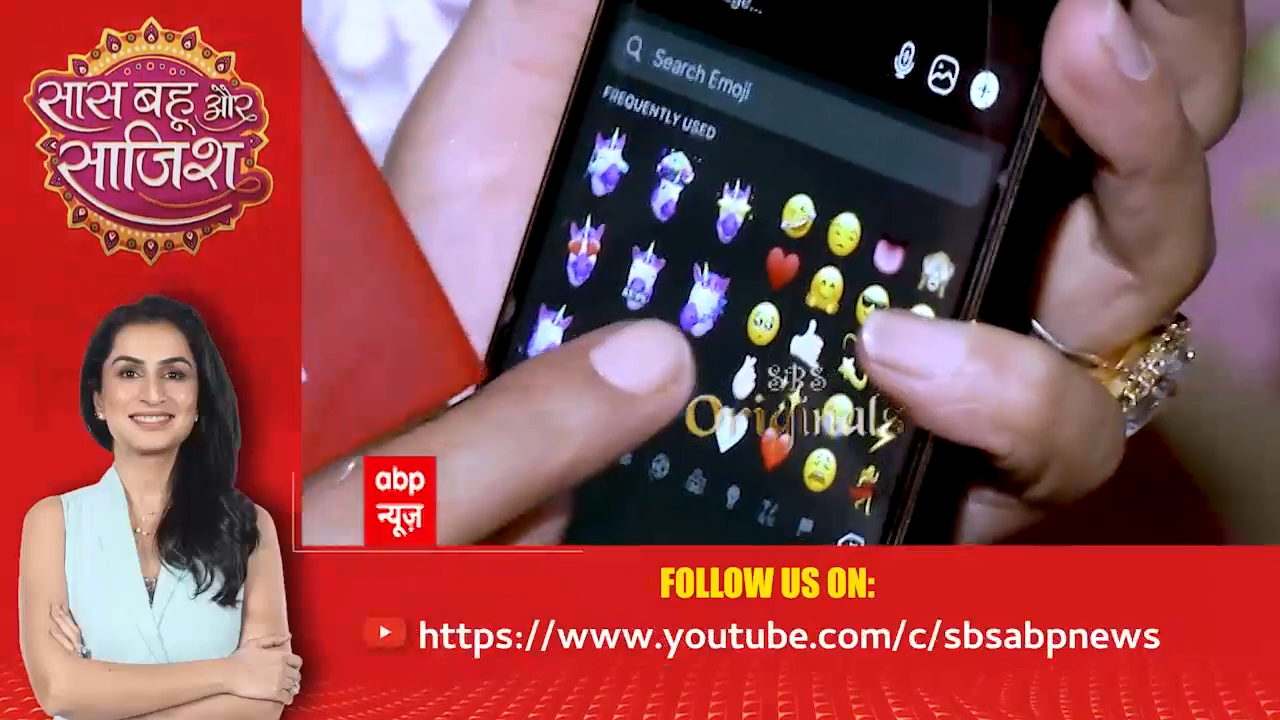 सास बहू और
साजिश
Search Emoji
FREQUENTLY USED
SBS
Originals
abp
न्यूज़
FOLLOW US ON:
https://www.youtube.com/c/sbsabpnews